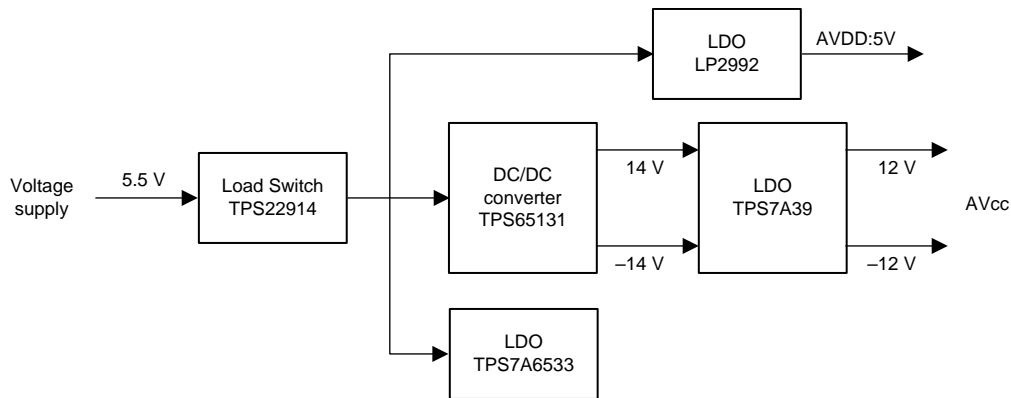 LDO
LP2992
AVDD:5V
Voltage
supply
5.5 V
Load Switch
TPS22914
DC/DC
converter
TPS65131
14 V
–14 V
LDO
TPS7A39
12 V
–12 V
AVcc
LDO
TPS7A6533